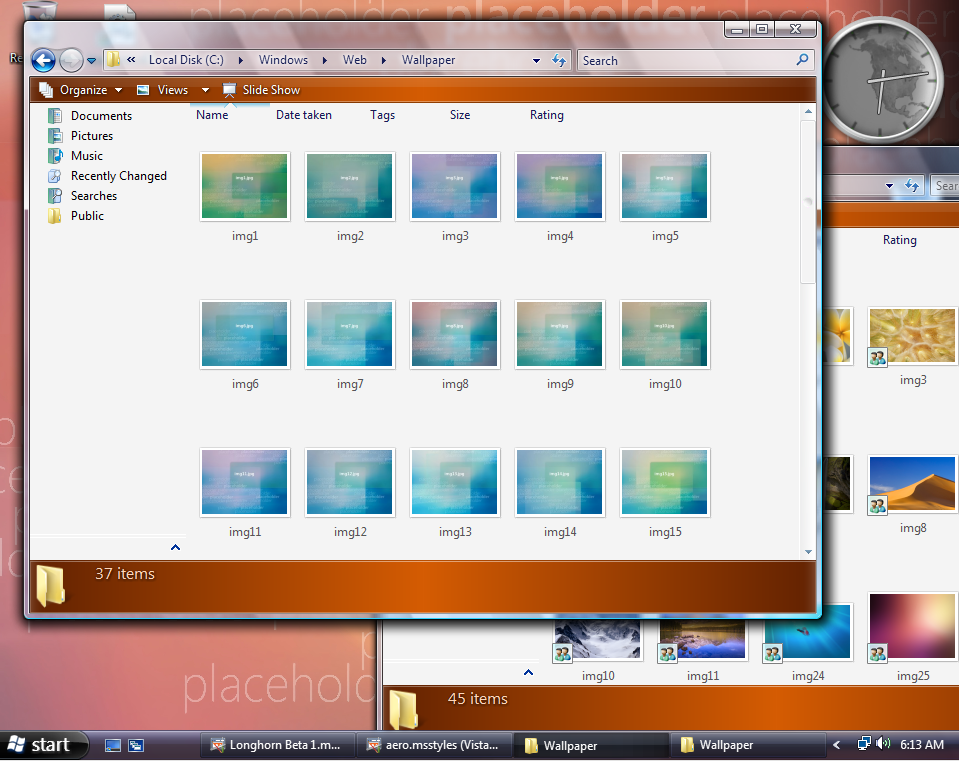 placeholder placeholder placeholder
Re
Local Disk (C:) Windows Web Wallpaper
Search
Organize Views Slide Show
Documents
Pictures
Music
Recently Changed
Searches
Public
Name Date taken Tags Size Rating
img1 img2 img3 img4 img5
img6 img7 img8 img9 img10
img11 img12 img13 img14 img15
37 items
Sear
Rating
img3
img8
img10 img11 img24 img25
45 items
placeholder
start
Longhorn Beta 1.m...
aero.msstyles (Vista...
Wallpaper
Wallpaper
6:13 AM